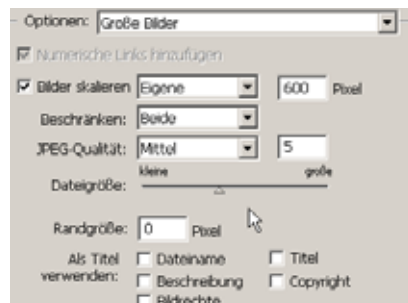 Optionen: Große Bilder
Numerische Links hinzufügen
Bilder skalieren Eigene 600 Pixel
Beschränken: Beide
JPEG-Qualität: Mittel 5
kleine große
Dateigröße:
Randgröße: 0 Pixel
Als Titel verwenden: Dateiname Titel
Beschreibung Copyright
Bildrechte